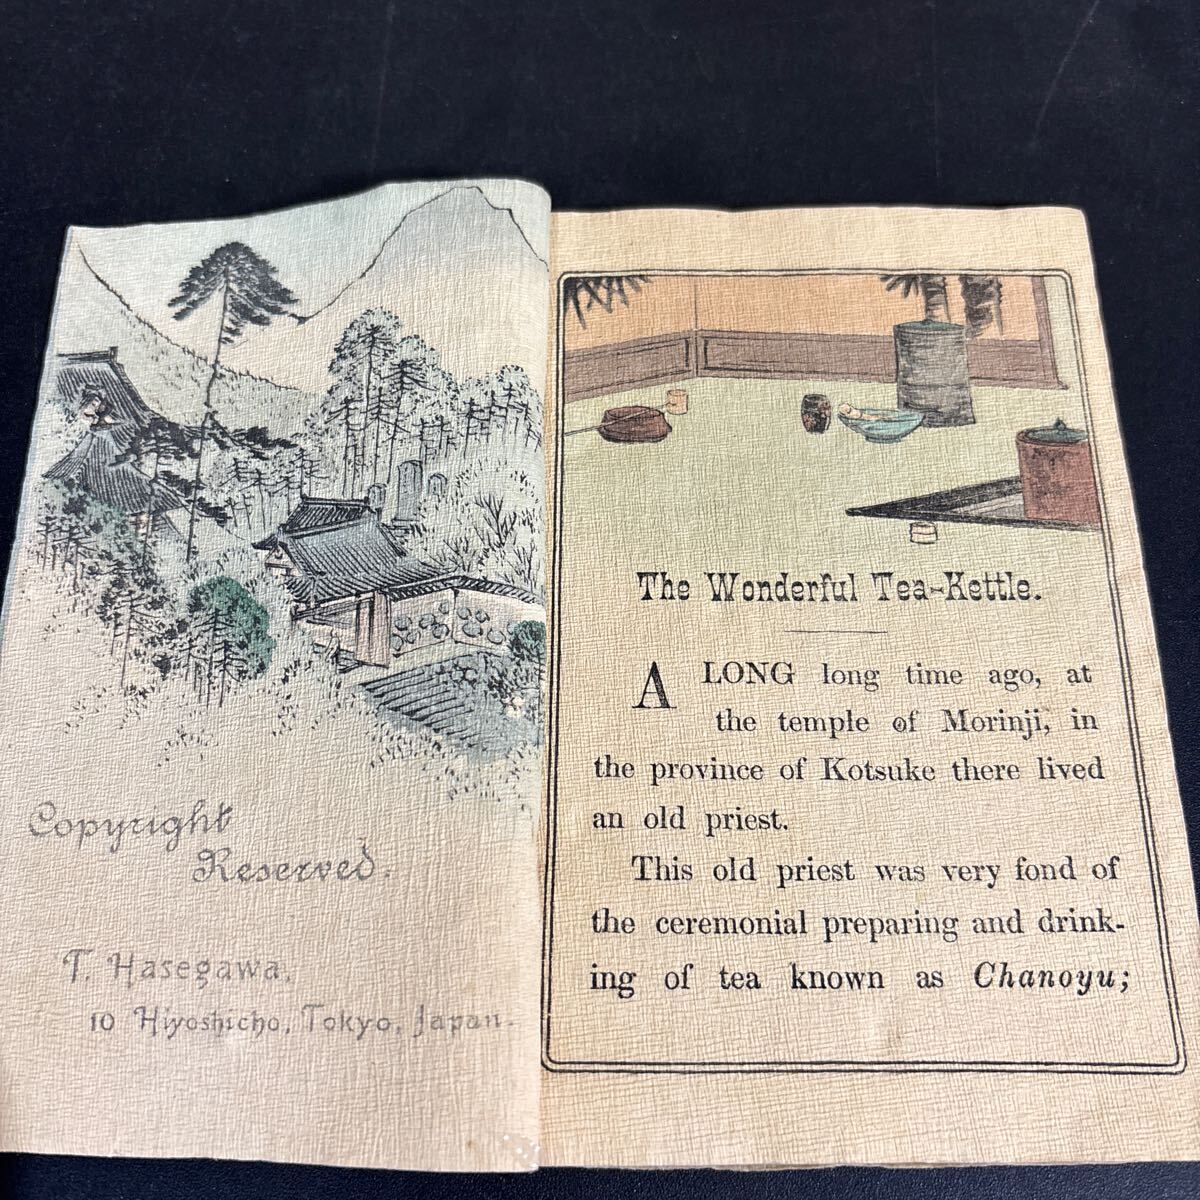 Copyright
Reserved.
T. Hasegawa,
10 Hiyoshicho, Tokyo, Japan.
The Wonderful Tea-Kettle.
A LONG long time ago, at
the temple of Morinji, in
the province of Kotsuke there lived
an old priest.
This old priest was very fond of
the ceremonial preparing and drink-
ing of tea known as Chanoyu;